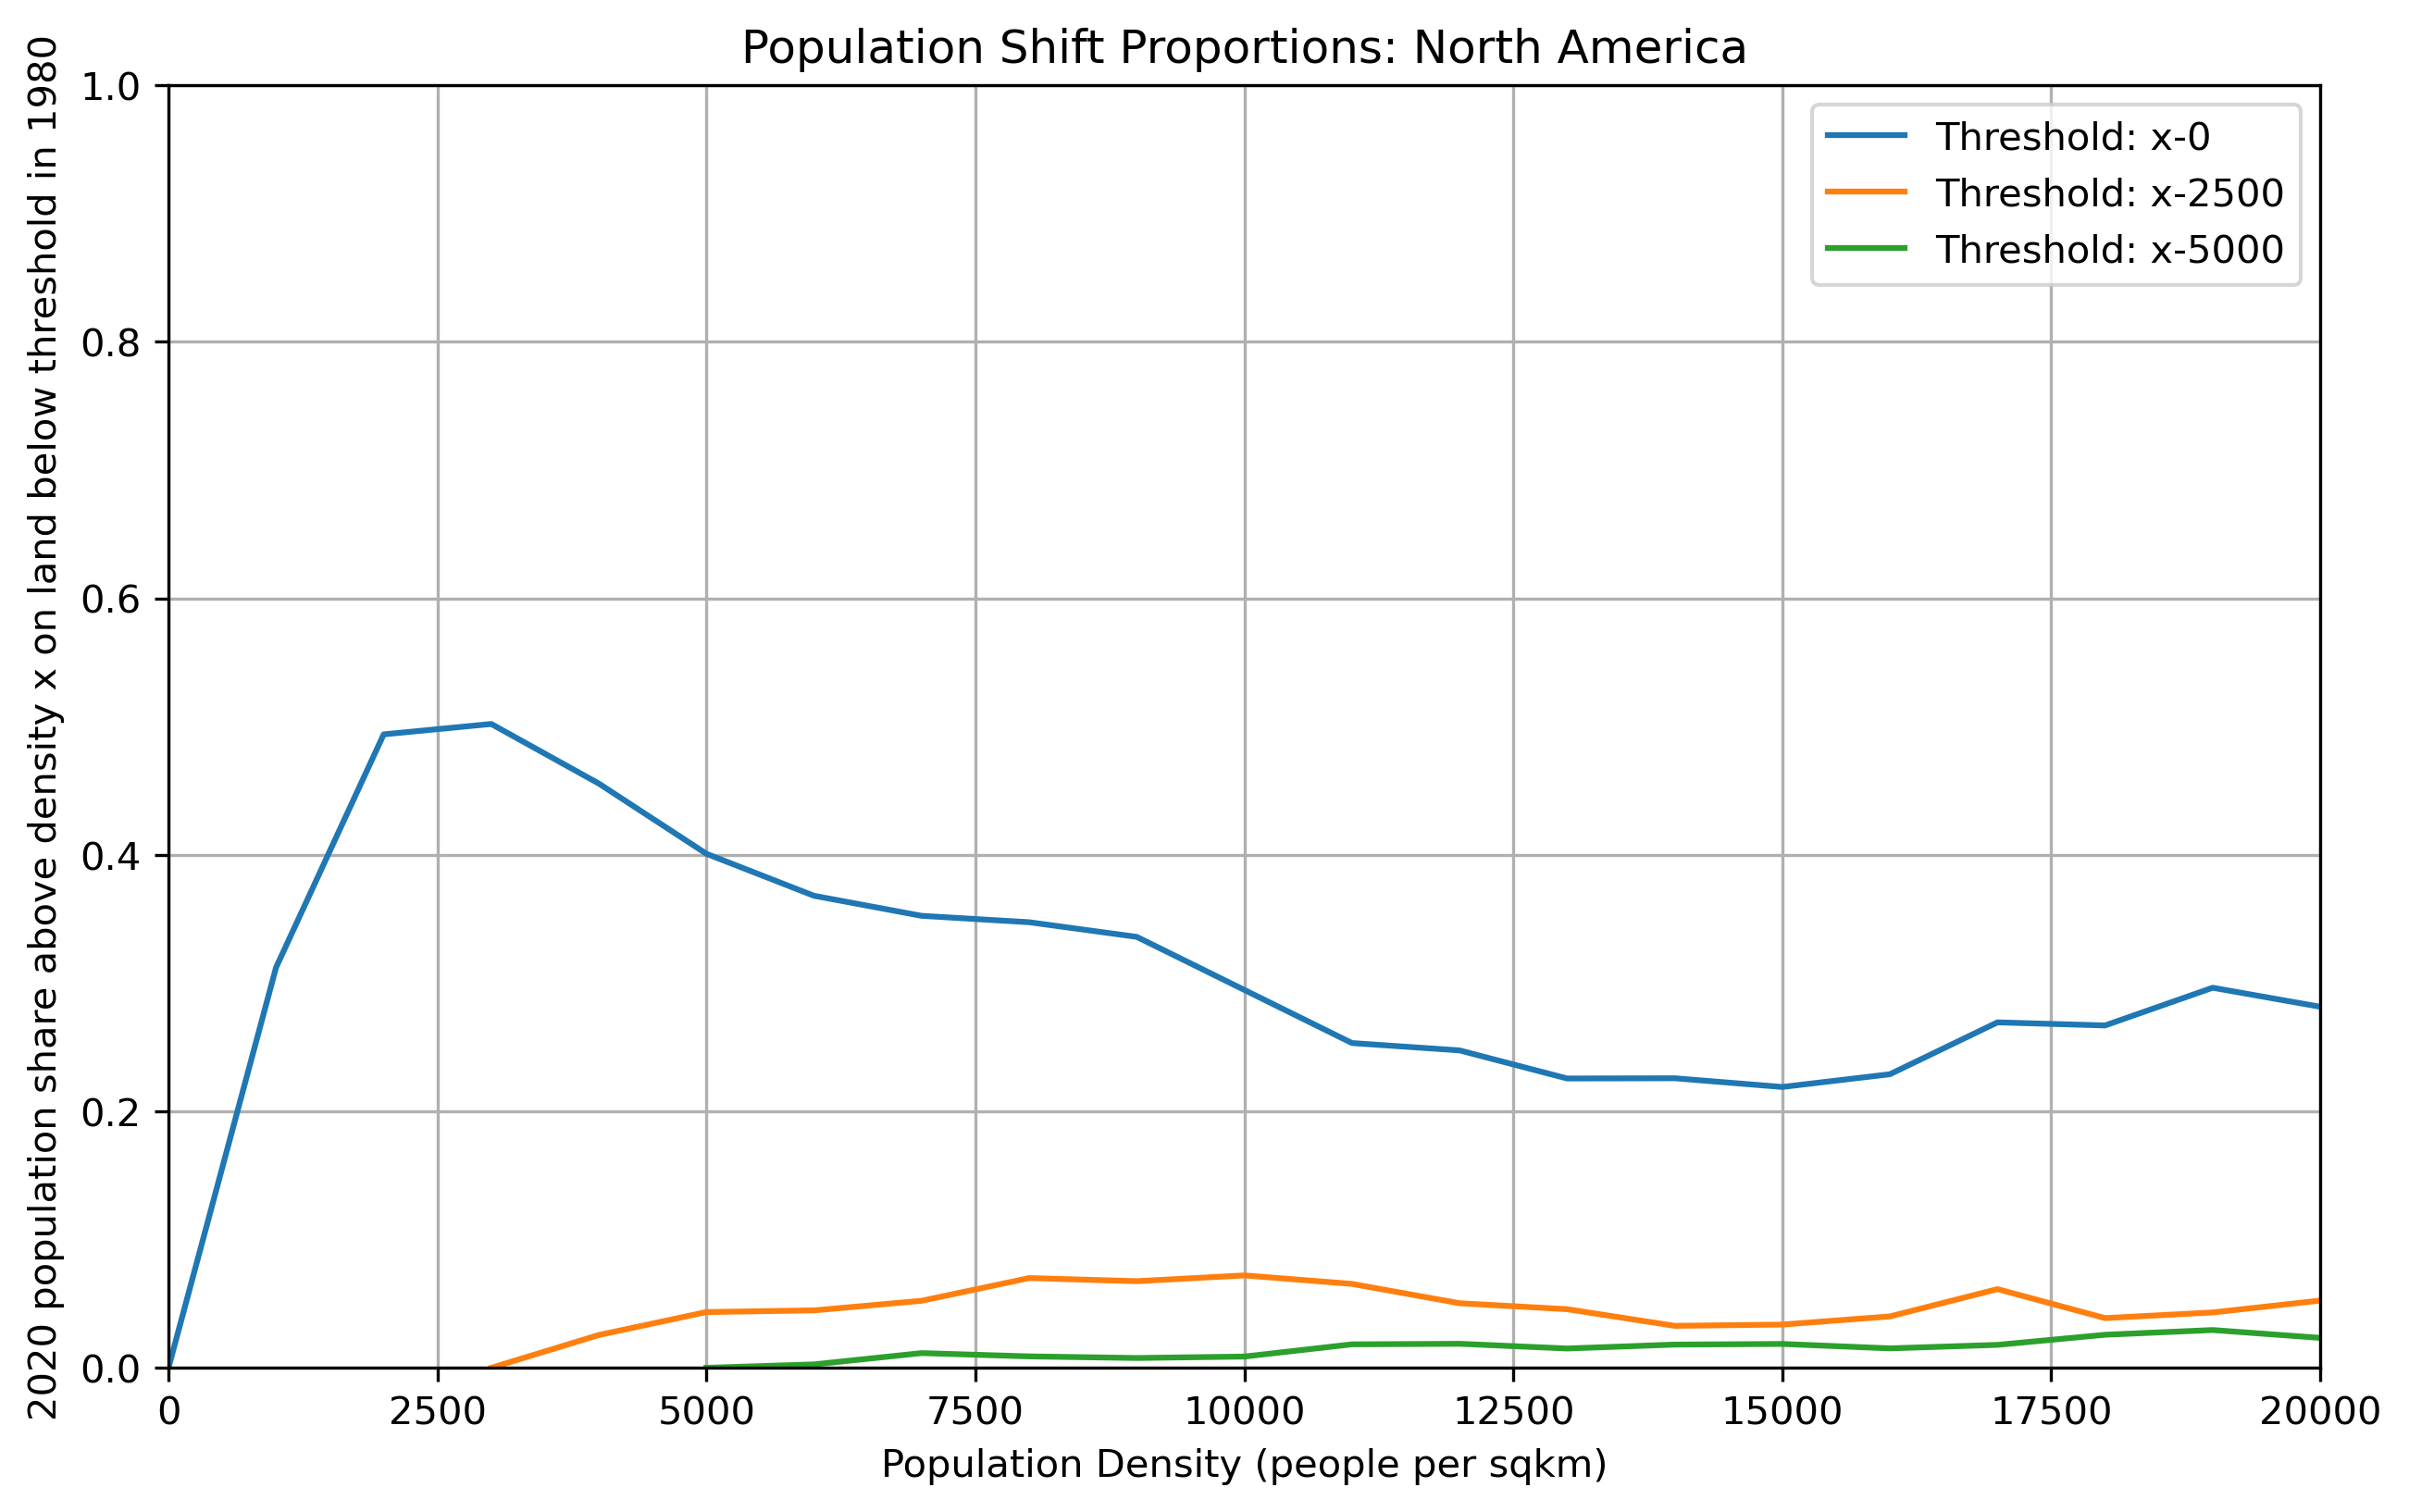 Population Shift Proportions: North America
2020 population share above density x on land below threshold in 1980
1.0
0.8
0.6
0.4
0.2
0.0
Threshold: x-0
Threshold: x-2500
Threshold: x-5000
0 2500 5000 7500 10000 12500 15000 17500 20000
Population Density (people per sqkm)